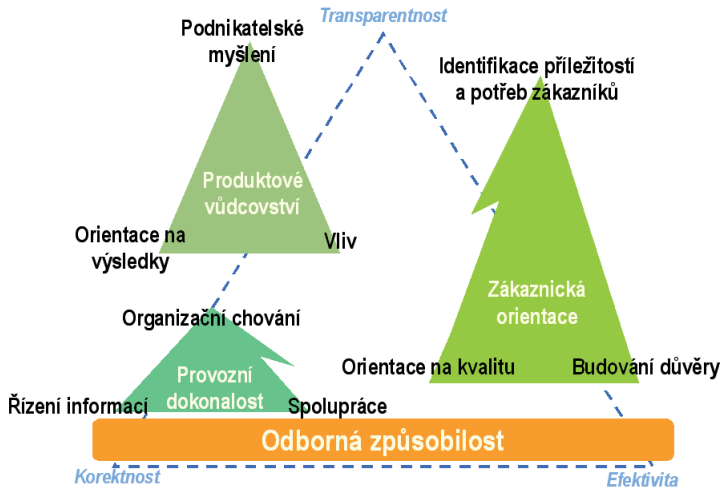 Transparentnost
Podnikatelské
myšlení
Identifikace příležitostí
a potřeb zákazníků
Produktové
vůdcovství
Orientace na
výsledky
Vliv
Zákaznická
orientace
Organizační chování
Orientace na kvalitu
Budování důvěry
Provozní
dokonalost
Řízení informací
Spolupráce
Odborná způsobilost
Korektnost
Efektivita